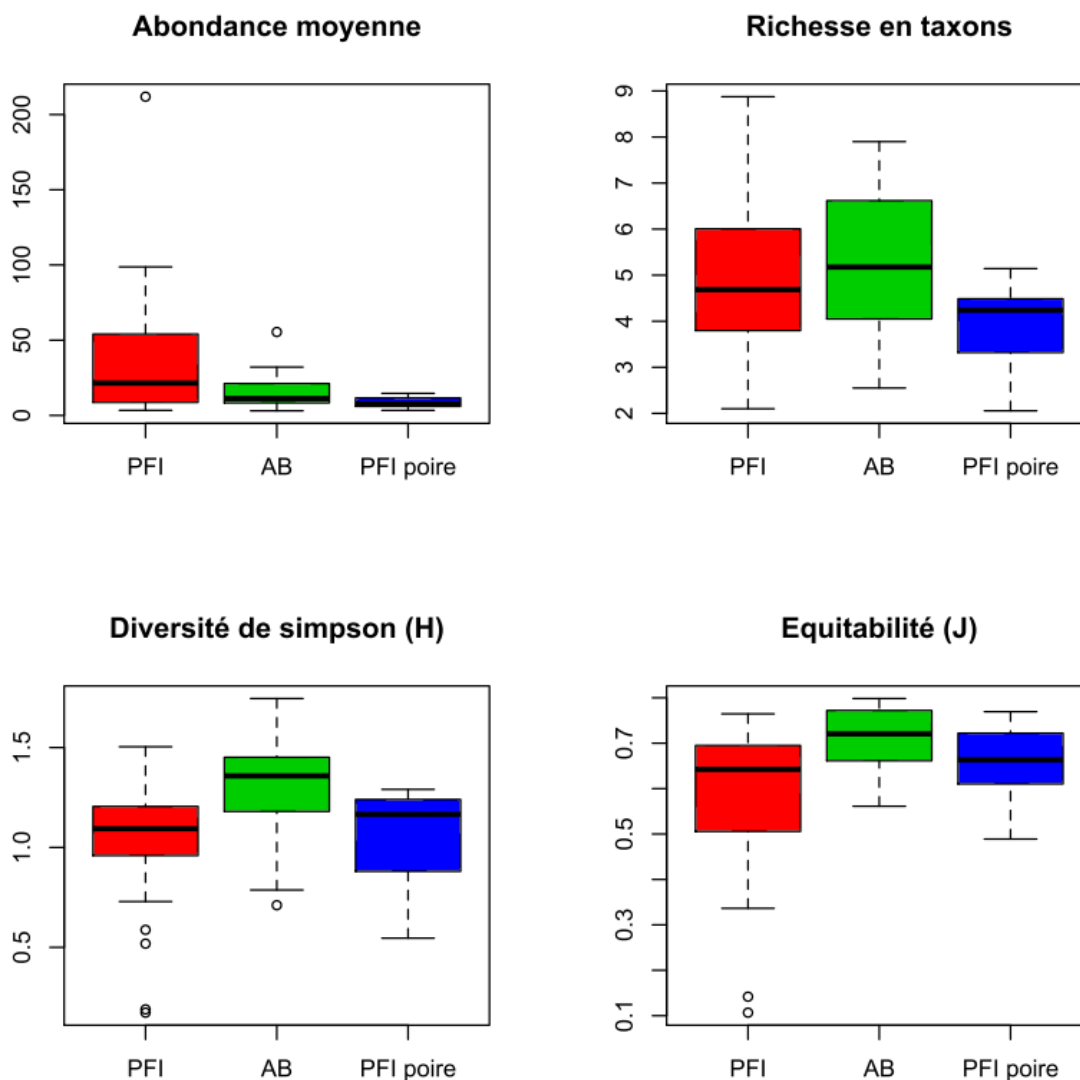 Abondance moyenne
200
150
100
50
0
PFI AB PFI poire
Richesse en taxons
9
8
7
6
5
4
3
2
PFI AB PFI poire
Diversité de simpson (H)
1.5
1.0
0.5
PFI AB PFI poire
Equitabilité (J)
0.7
0.5
0.3
0.1
PFI AB PFI poire